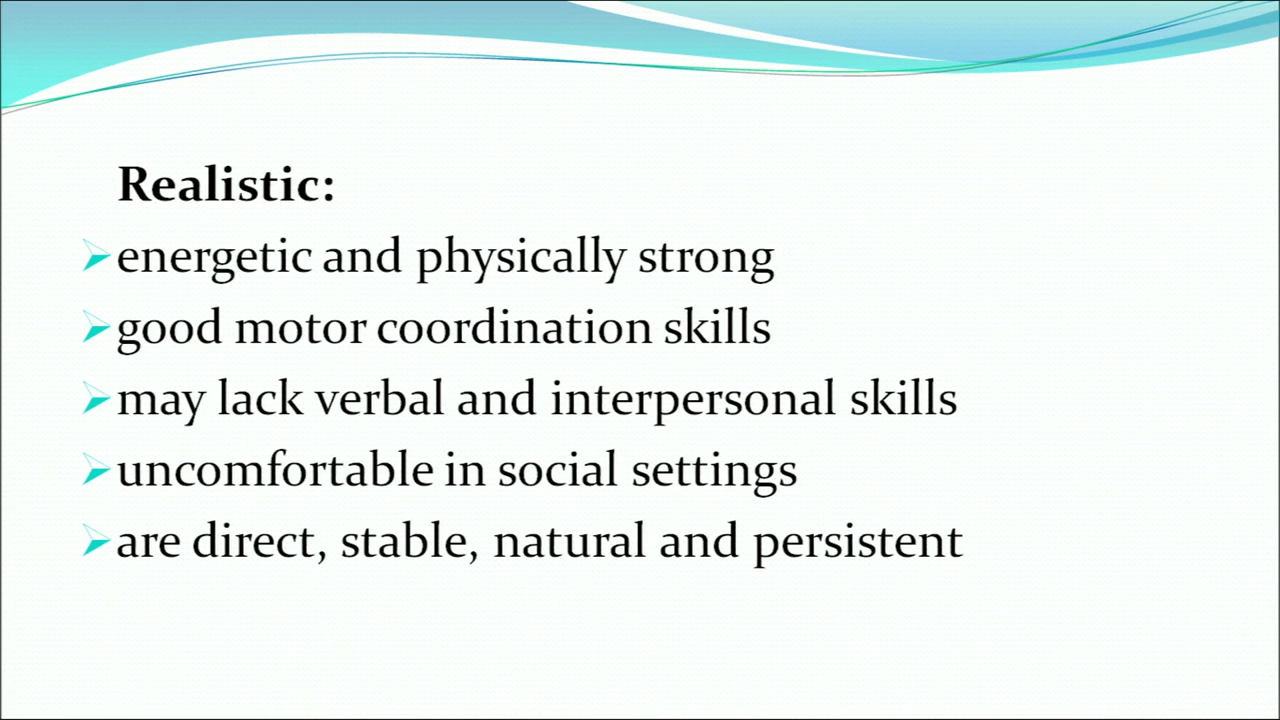 Realistic:
energetic and physically strong
good motor coordination skills
may lack verbal and interpersonal skills
uncomfortable in social settings
are direct, stable, natural and persistent